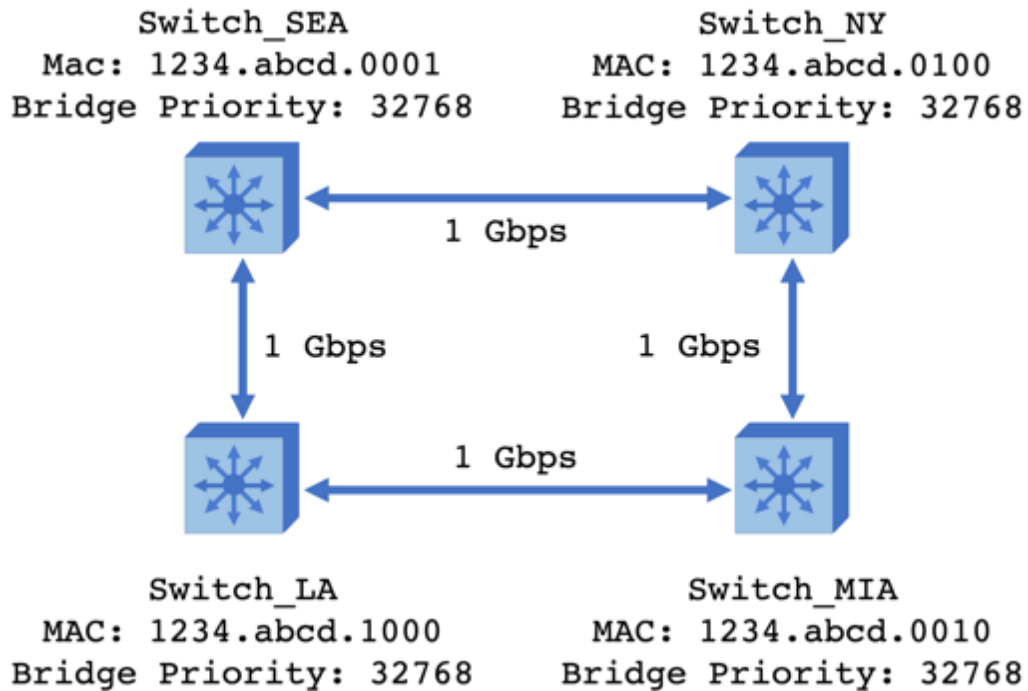 Switch_SEA
Mac: 1234.abcd.0001
Bridge Priority: 32768
Switch_NY
MAC: 1234.abcd.0100
Bridge Priority: 32768
1 Gbps
1 Gbps
1 Gbps
1 Gbps
Switch_LA
MAC: 1234.abcd.1000
Bridge Priority: 32768
Switch_MIA
MAC: 1234.abcd.0010
Bridge Priority: 32768